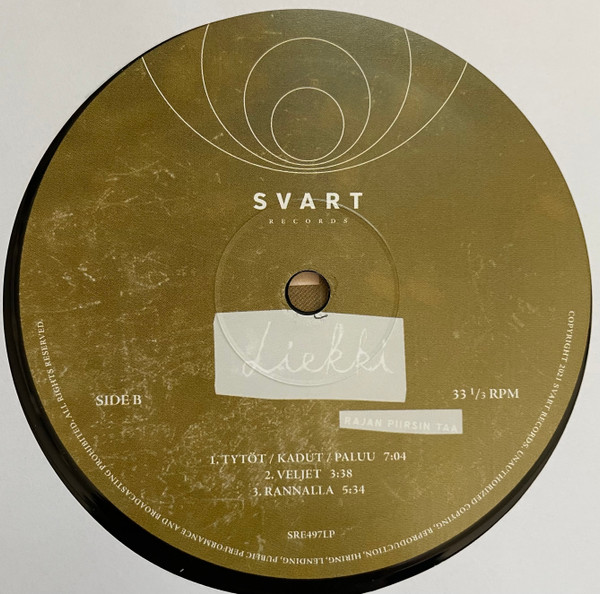 SVART
RECORDS
Liekki
SIDE B
33 1/3 RPM
RAJAN PIIRSIN TAA
1. TYTÖT / KADUT / PALUU 7:04
2. VELJET 3:38
3. RANNALLA 5:34
SRE497LP
COPYRIGHT 2021 SVART RECORDS. UNAUTHORIZED COPYING, REPRODUCTION, HIRING, LENDING, PUBLIC PERFORMANCE AND BROADCASTING PROHIBITED. ALL RIGHTS RESERVED.